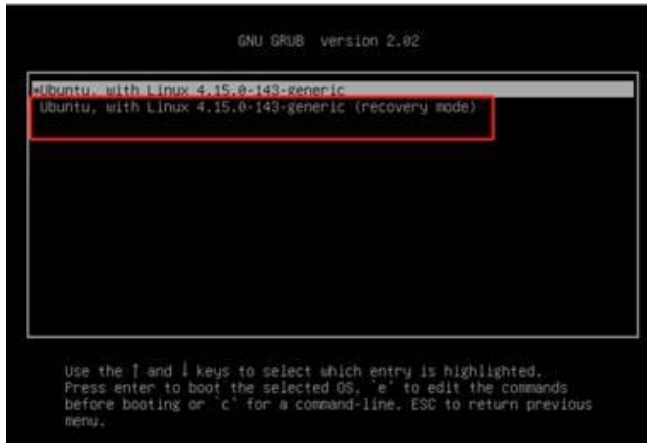 GNU GRUB version 2.02
*Ubuntu, with Linux 4.15.0-143-generic
Ubuntu, with Linux 4.15.0-143-generic (recovery mode)
Use the ↑ and ↓ keys to select which entry is highlighted.
Press enter to boot the selected OS, `e' to edit the commands
before booting or `c' for a command-line. ESC to return previous
menu.